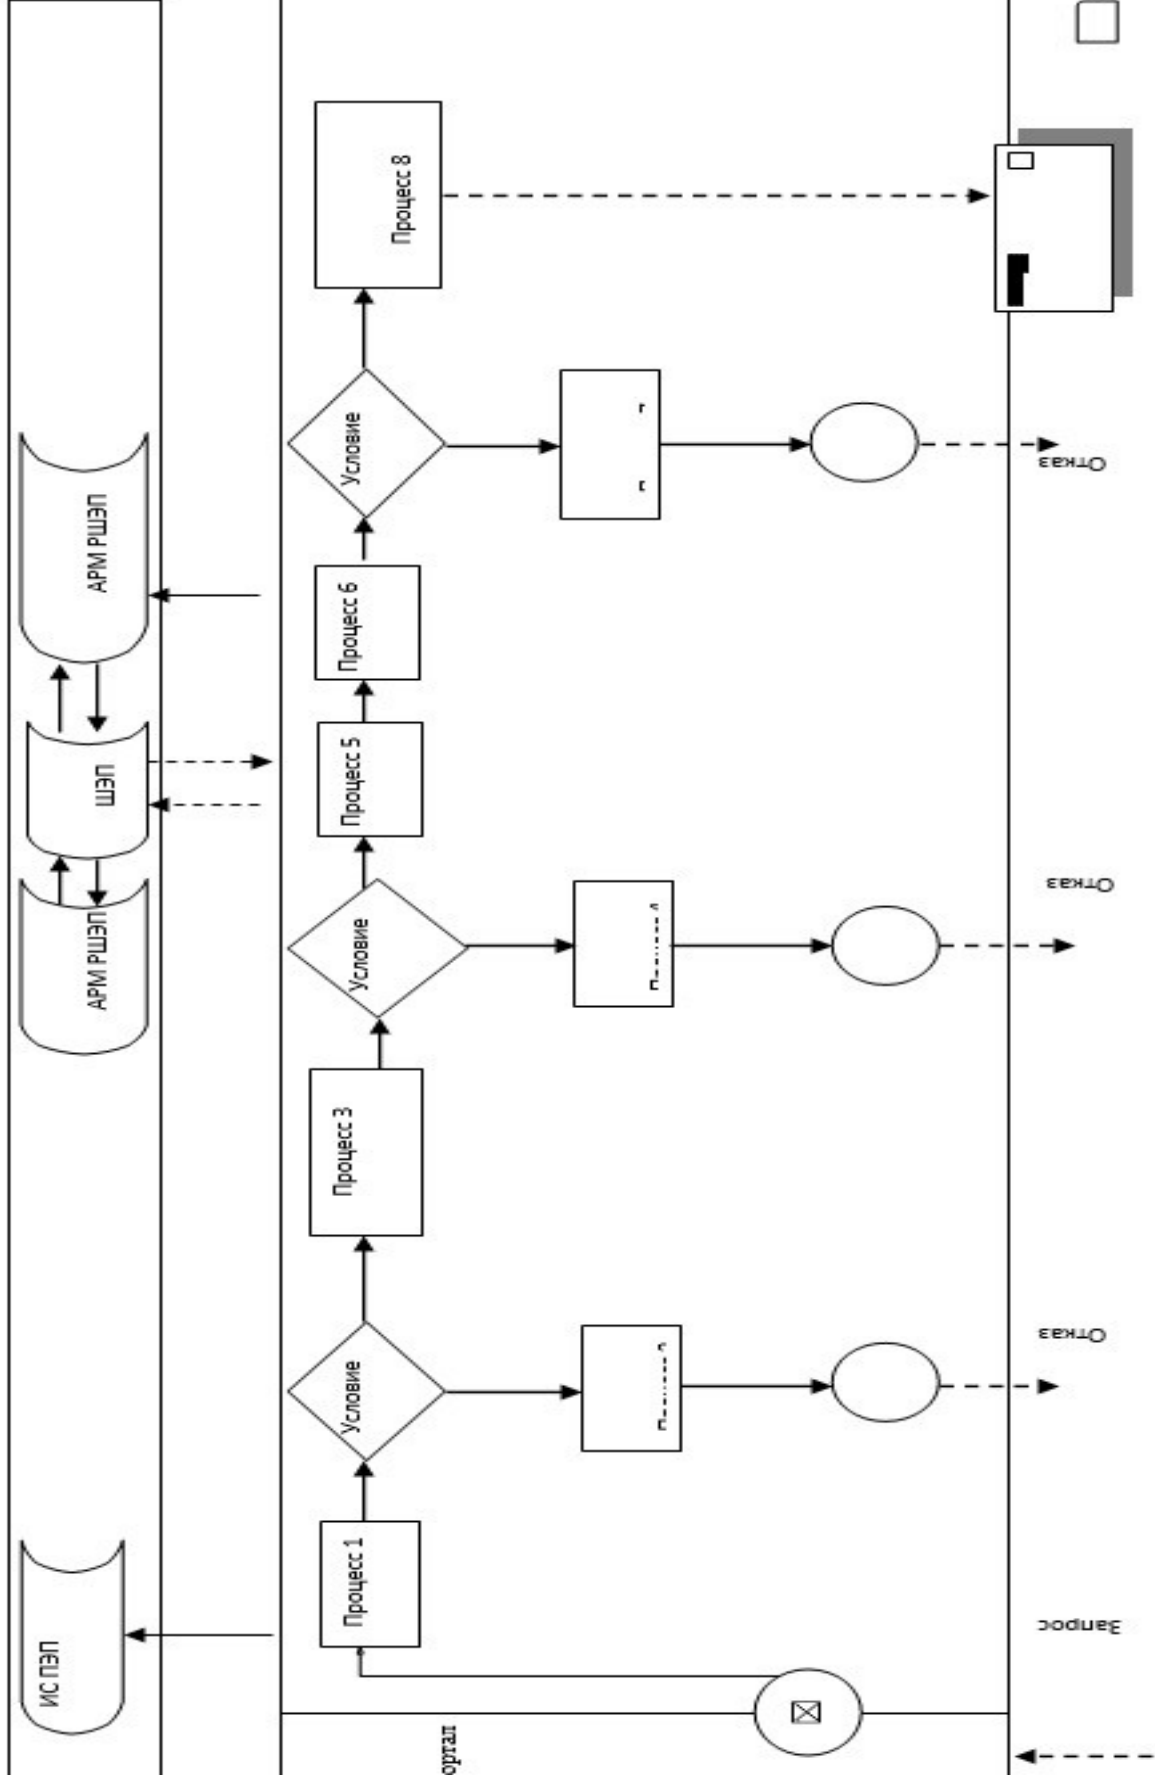 ИС ПЭП
АРМ РШЭП
ШЭП
АРМ РШЭП
Процесс 1
Условие
Процесс 3
Условие
Процесс 5
Процесс 6
Условие
Процесс 8
ортал
Запрос
Отказ
Отказ
Отказ